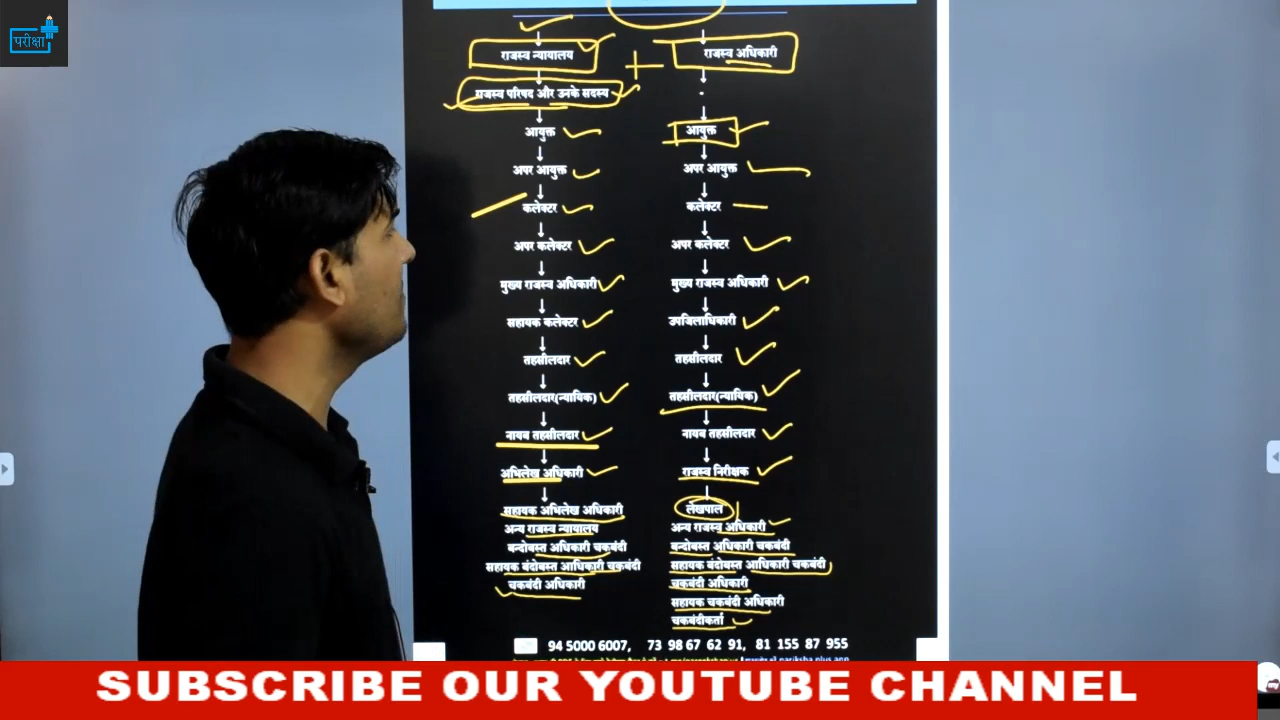 परीक्षा
राजस्व न्यायालय
राजस्व परिषद और उनके सदस्य
आयुक्त
अपर आयुक्त
कलेक्टर
अपर कलेक्टर
मुख्य राजस्व अधिकारी
सहायक कलेक्टर
तहसीलदार
तहसीलदार(न्यायिक)
नायब तहसीलदार
अभिलेख अधिकारी
सहायक अभिलेख अधिकारी
अन्य राजस्व न्यायालय
बन्दोबस्त अधिकारी चकबंदी
सहायक बंदोबस्त आधिकारी चकबंदी
चकबंदी अधिकारी
+
राजस्व अधिकारी
-
आयुक्त
अपर आयुक्त
कलेक्टर
अपर कलेक्टर
मुख्य राजस्व अधिकारी
उपजिलाधिकारी
तहसीलदार
तहसीलदार(न्यायिक)
नायब तहसीलदार
राजस्व निरीक्षक
लेखपाल
अन्य राजस्व अधिकारी
बन्दोबस्त अधिकारी चकबंदी
सहायक बंदोबस्त आधिकारी चकबंदी
चकबंदी अधिकारी
सहायक चकबंदी अधिकारी
चकबंदीकर्ता
94 5000 6007, 73 98 67 62 91, 81 155 87 955
SUBSCRIBE OUR YOUTUBE CHANNEL